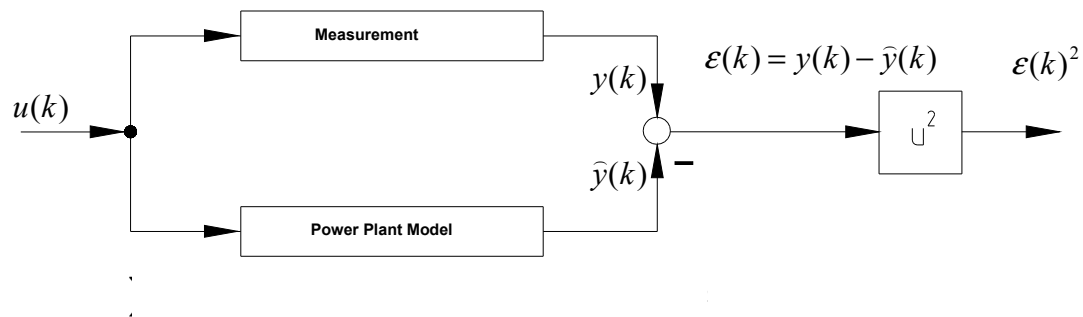 Measurement
ε(k) = y(k) − ŷ(k)
ε(k)²
y(k)
u(k)
u²
ŷ(k)
−
Power Plant Model